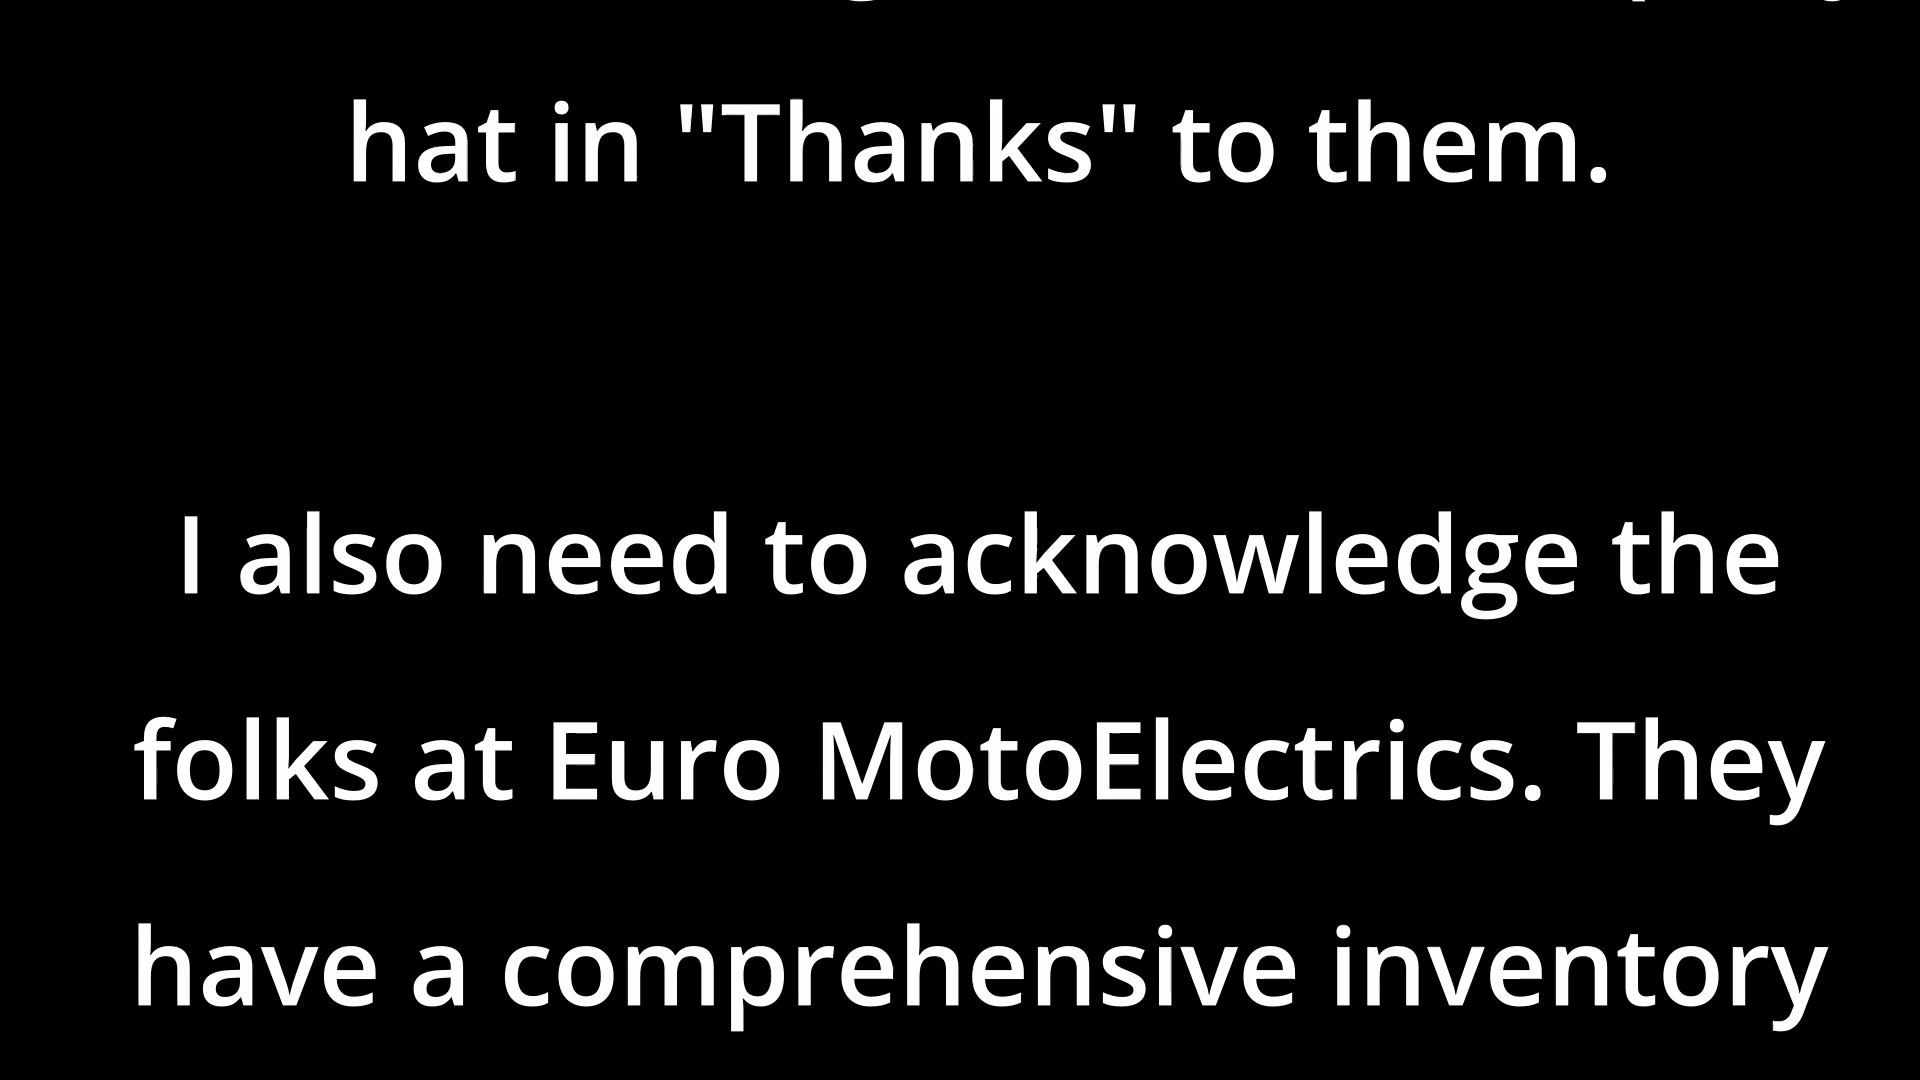 hat in "Thanks" to them.
I also need to acknowledge the
folks at Euro MotoElectrics. They
have a comprehensive inventory